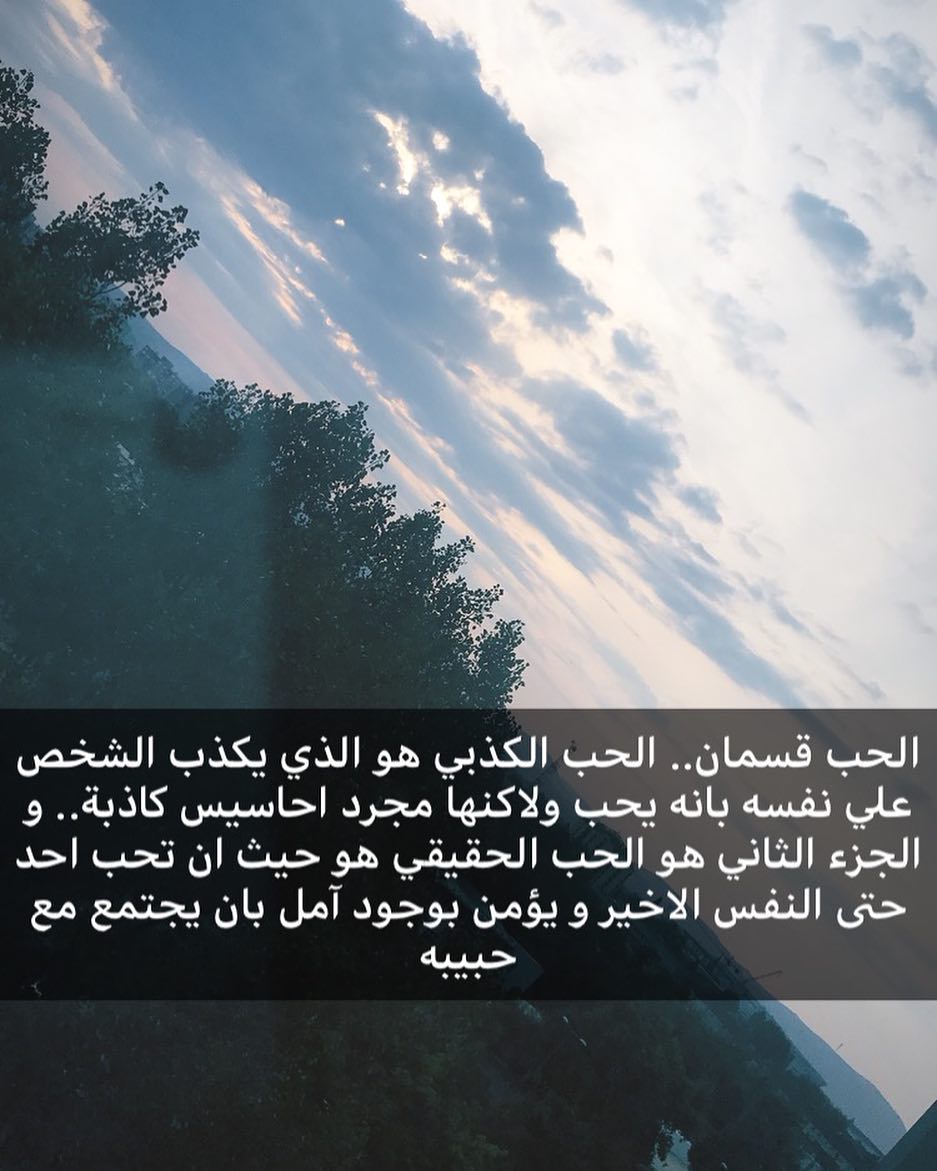 الحب قسمان.. الحب الكذبي هو الذي يكذب الشخص
علي نفسه بانه يحب ولاكنها مجرد احاسيس كاذبة.. و
الجزء الثاني هو الحب الحقيقي هو حيث ان تحب احد
حتى النفس الاخير و يؤمن بوجود آمل بان يجتمع مع
حبيبه